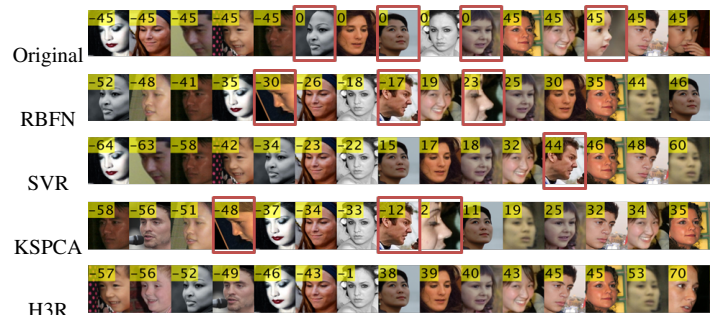 -45 -45 -45 -45 -45 0 0 0 0 0 45 45 45 45 45
Original
-52 -48 -41 -35 -30 -26 -18 -17 19 23 25 30 35 44 46
RBFN
-64 -63 -58 -42 -34 -23 -22 15 17 18 32 44 46 48 60
SVR
-58 -56 -51 -48 -37 -34 -33 -12 2 11 19 25 32 34 35
KSPCA
-57 -56 -52 -49 -46 -43 -1 38 39 40 43 45 45 53 70
H3R